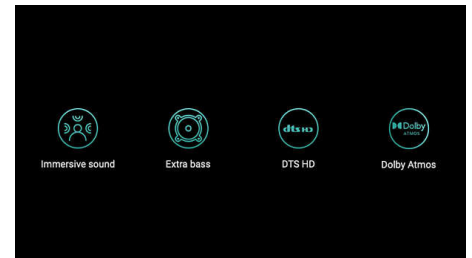 dts HD
Dolby
ATMOS
Immersive sound
Extra bass
DTS HD
Dolby Atmos